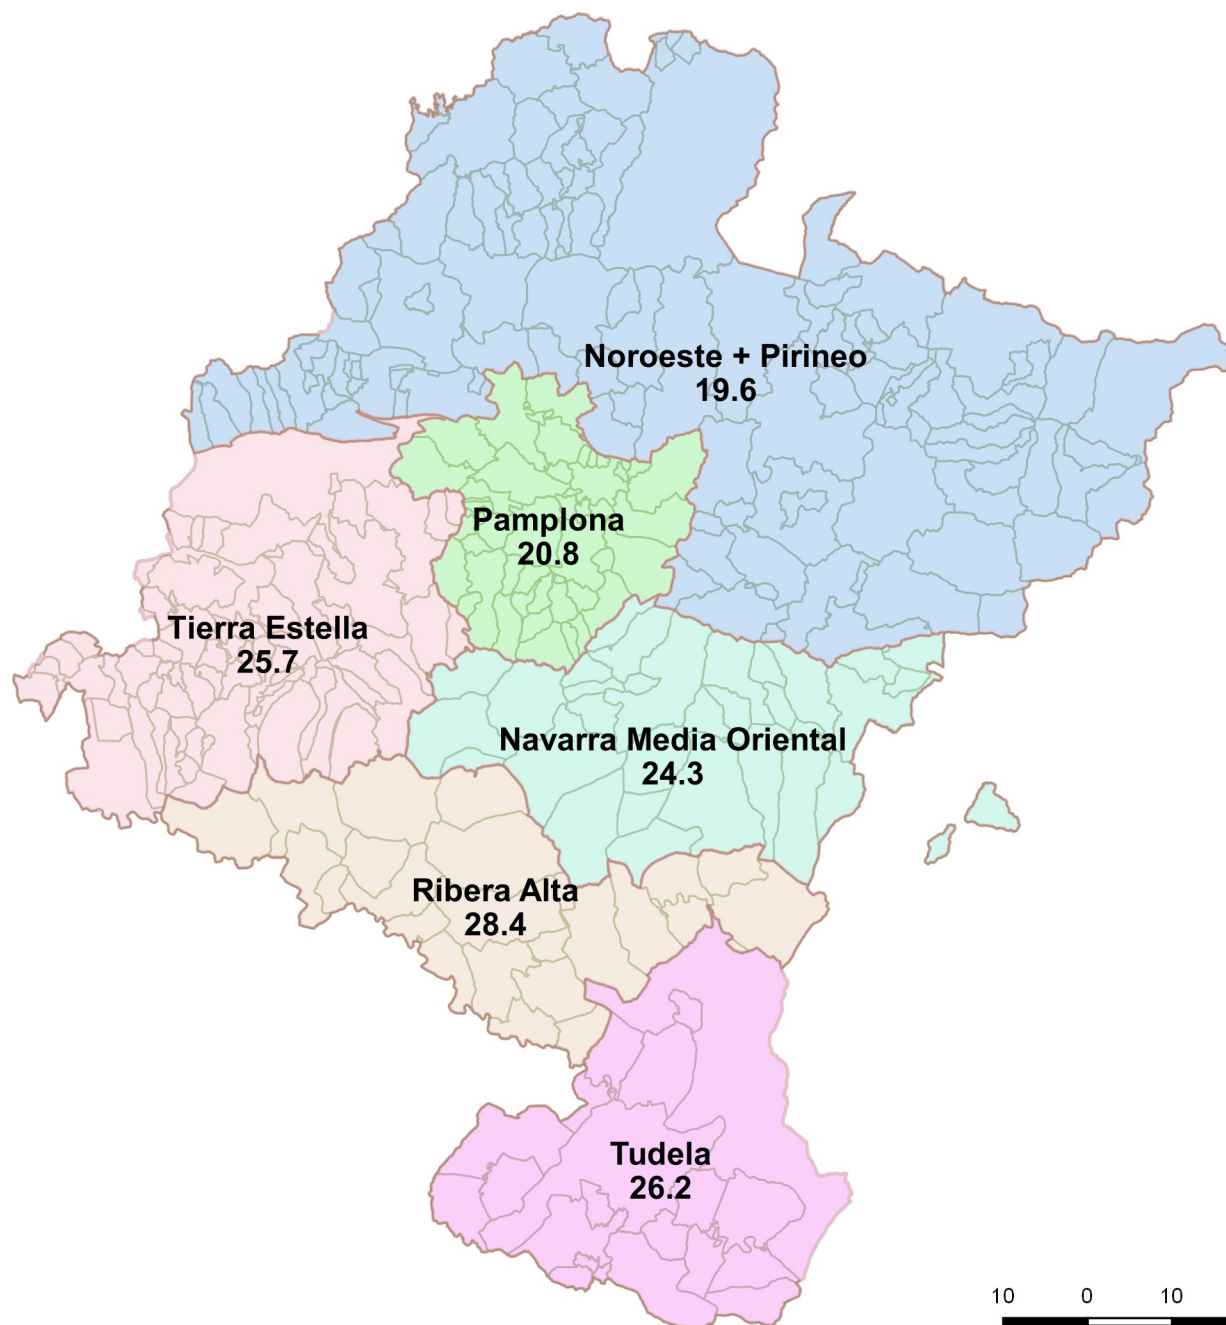 Noroeste + Pirineo
19.6
Pamplona
20.8
Tierra Estella
25.7
Navarra Media Oriental
24.3
Ribera Alta
28.4
Tudela
26.2
10 0 10